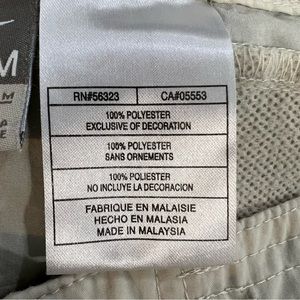 M
M
RN#56323 CA#05553
100% POLYESTER
EXCLUSIVE OF DECORATION
100% POLYESTER
SANS ORNEMENTS
100% POLIESTER
NO INCLUYE LA DECORACION
FABRIQUE EN MALAISIE
HECHO EN MALASIA
MADE IN MALAYSIA